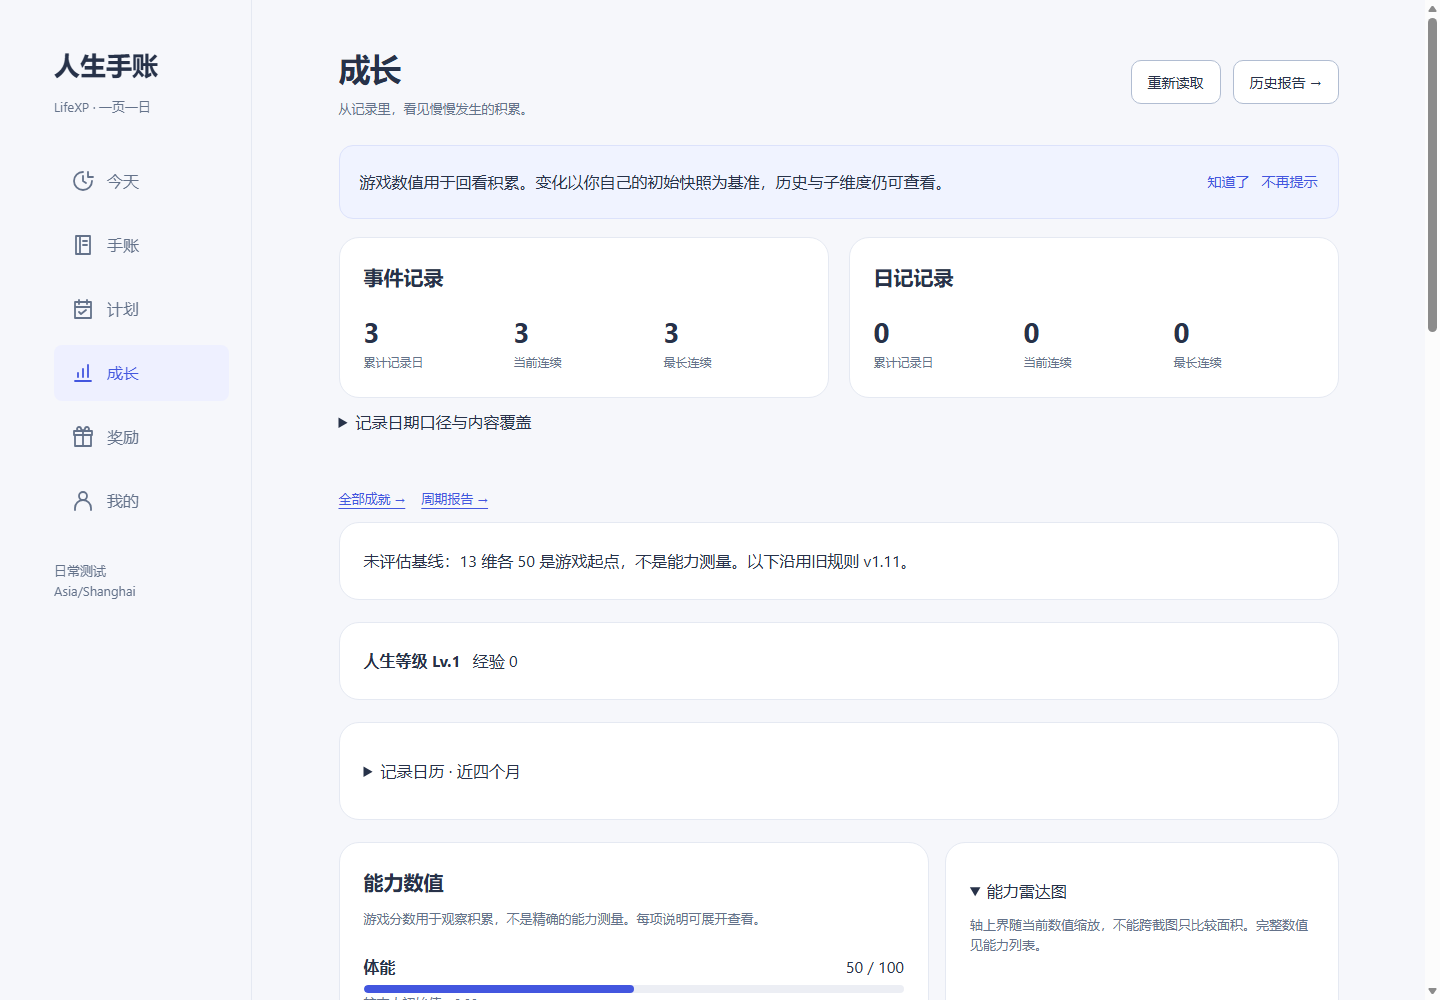 人生手账
LifeXP · 一页一日
今天
手账
计划
成长
奖励
我的
日常测试
Asia/Shanghai
成长
从记录里，看见慢慢发生的积累。
重新读取
历史报告 →
游戏数值用于回看积累。变化以你自己的初始快照为基准，历史与子维度仍可查看。
知道了 不再提示
事件记录
3 3 3
累计记录日 当前连续 最长连续
日记记录
0 0 0
累计记录日 当前连续 最长连续
▶ 记录日期口径与内容覆盖
全部成就 → 周期报告 →
未评估基线：13 维各 50 是游戏起点，不是能力测量。以下沿用旧规则 v1.11。
人生等级 Lv.1 经验 0
▶ 记录日历 · 近四个月
能力数值
游戏分数用于观察积累，不是精确的能力测量。每项说明可展开查看。
体能 50 / 100
▼ 能力雷达图
轴上界随当前数值缩放，不能跨截图只比较面积。完整数值
见能力列表。